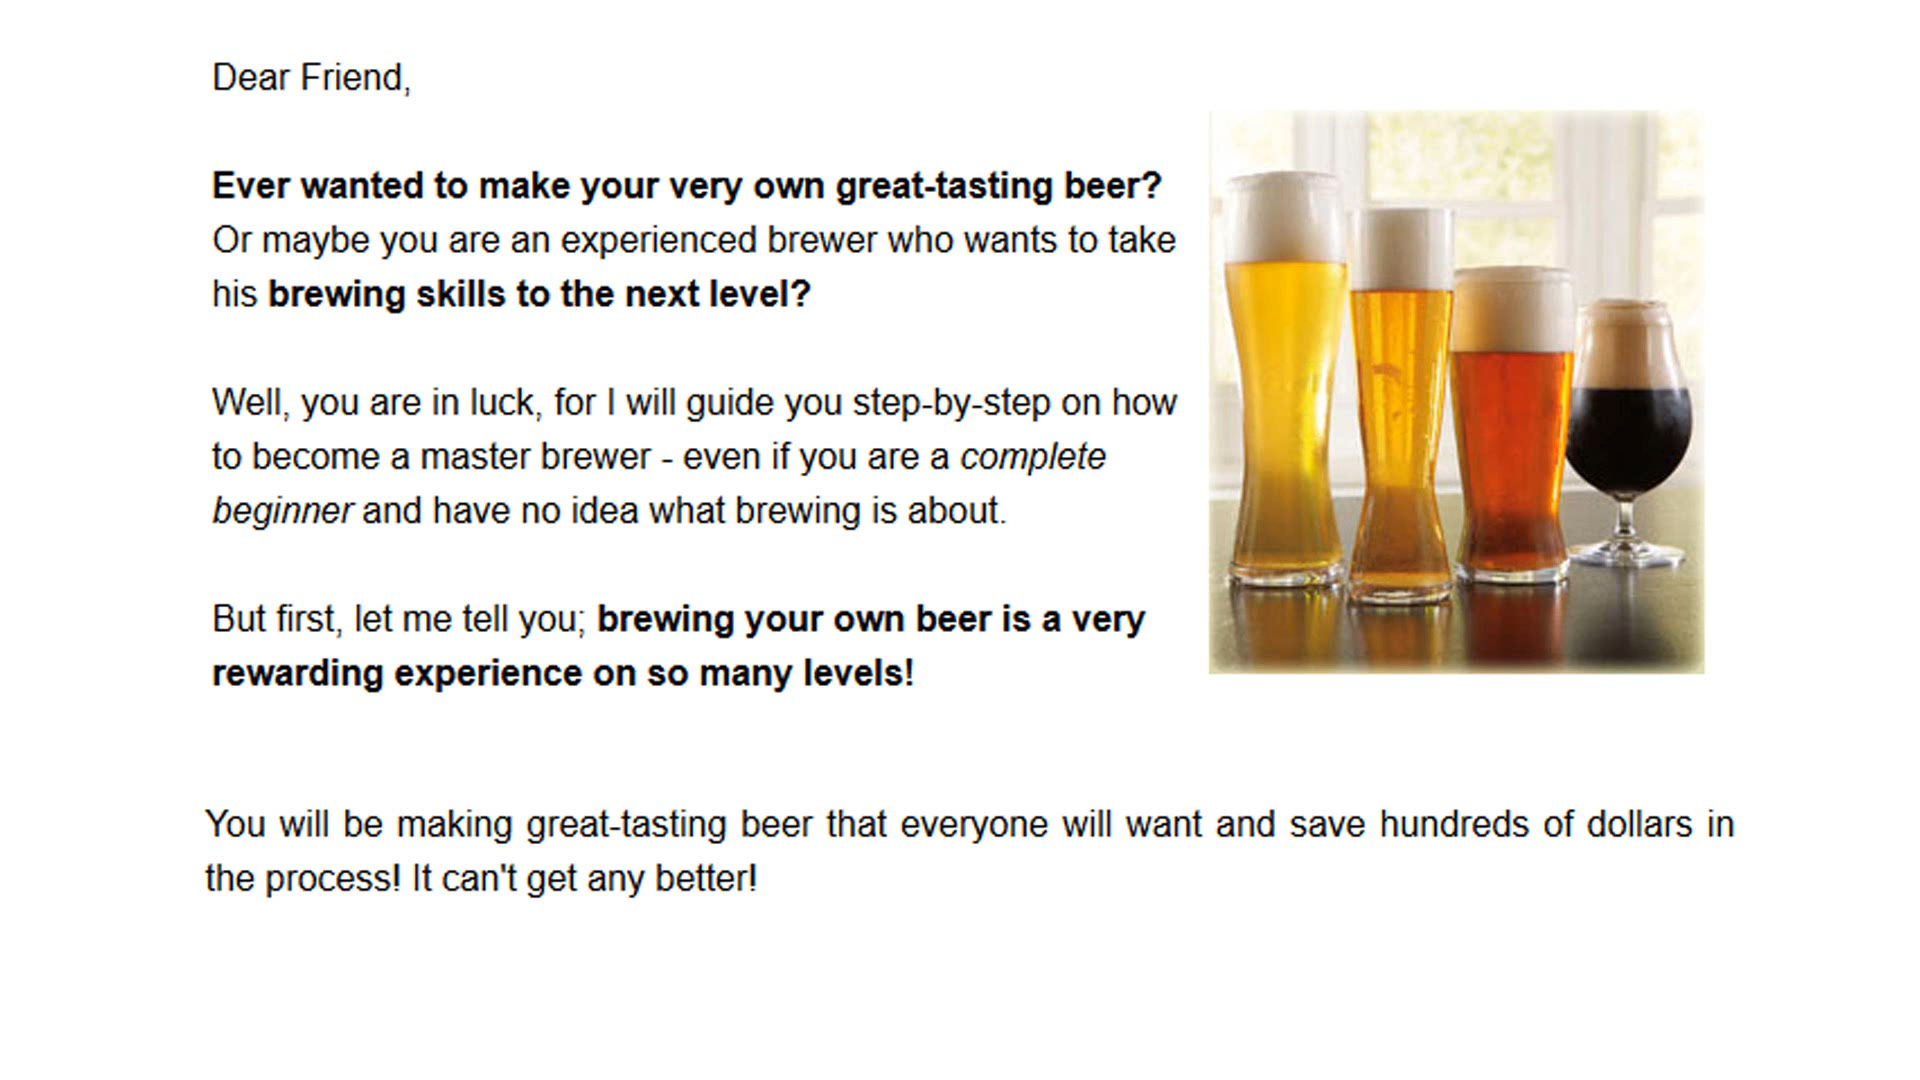 Dear Friend,
Ever wanted to make your very own great-tasting beer?
Or maybe you are an experienced brewer who wants to take
his brewing skills to the next level?
Well, you are in luck, for I will guide you step-by-step on how
to become a master brewer - even if you are a complete
beginner and have no idea what brewing is about.
But first, let me tell you; brewing your own beer is a very
rewarding experience on so many levels!
You will be making great-tasting beer that everyone will want and save hundreds of dollars in
the process! It can't get any better!